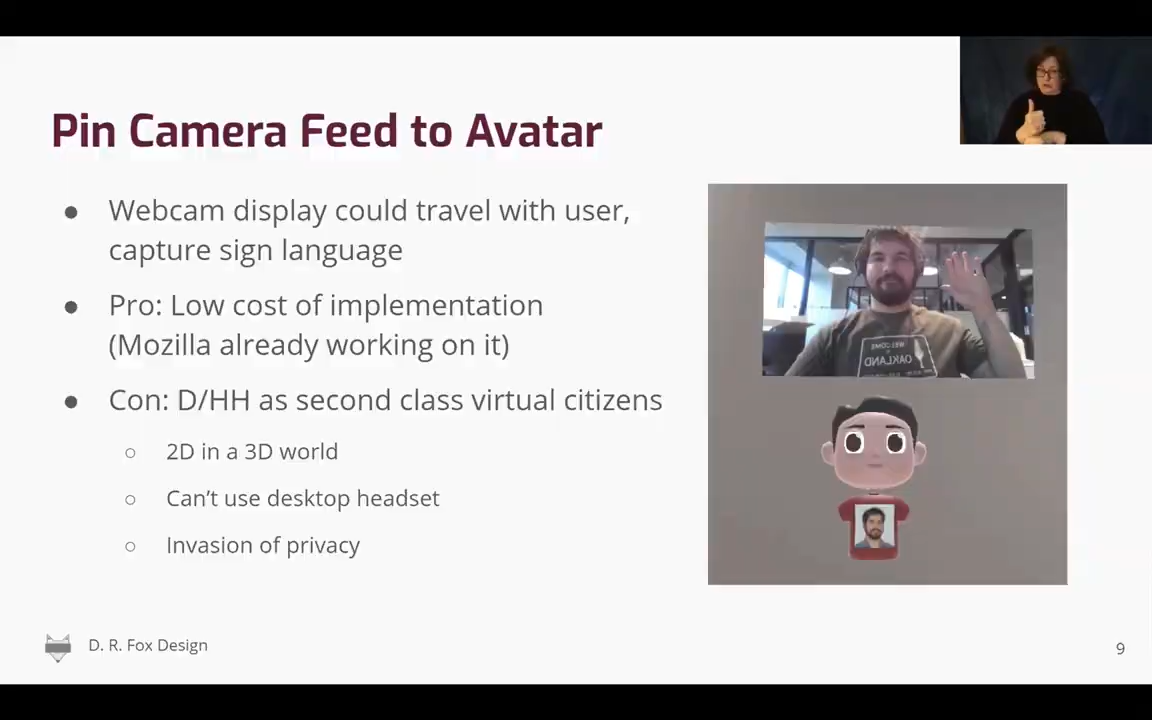 Pin Camera Feed to Avatar
● Webcam display could travel with user,
capture sign language
● Pro: Low cost of implementation
(Mozilla already working on it)
● Con: D/HH as second class virtual citizens
○ 2D in a 3D world
○ Can’t use desktop headset
○ Invasion of privacy
WELCOME
OAKLAND
D. R. Fox Design
9